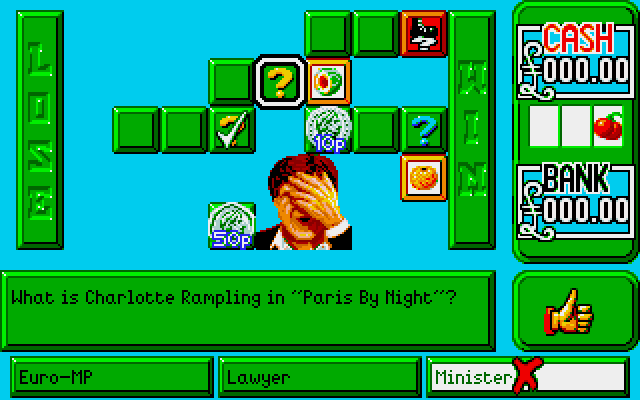 LOSE
WIN
CASH
£000.00
10p
50p
BANK
£000.00
What is Charlotte Rampling in "Paris By Night"?
Euro-MP
Lawyer
Minister